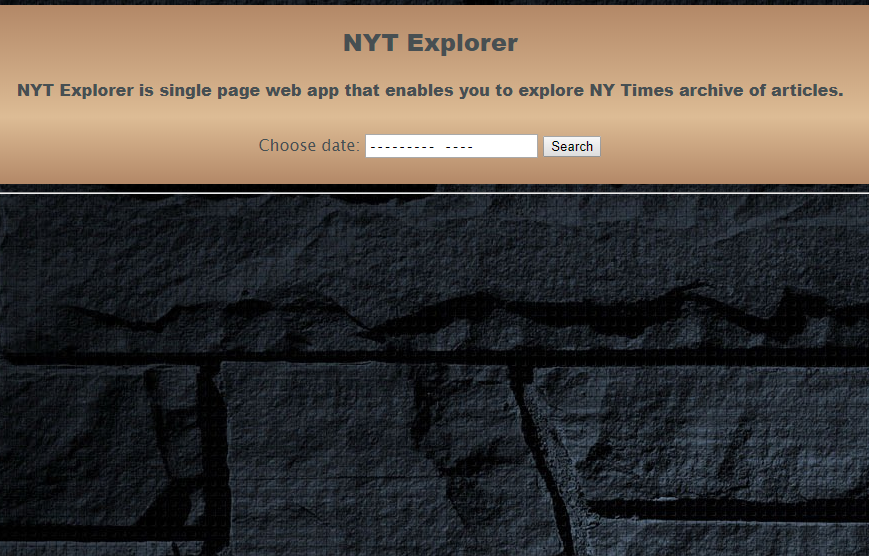 NYT Explorer
NYT Explorer is single page web app that enables you to explore NY Times archive of articles.
Choose date: --------- ---- Search